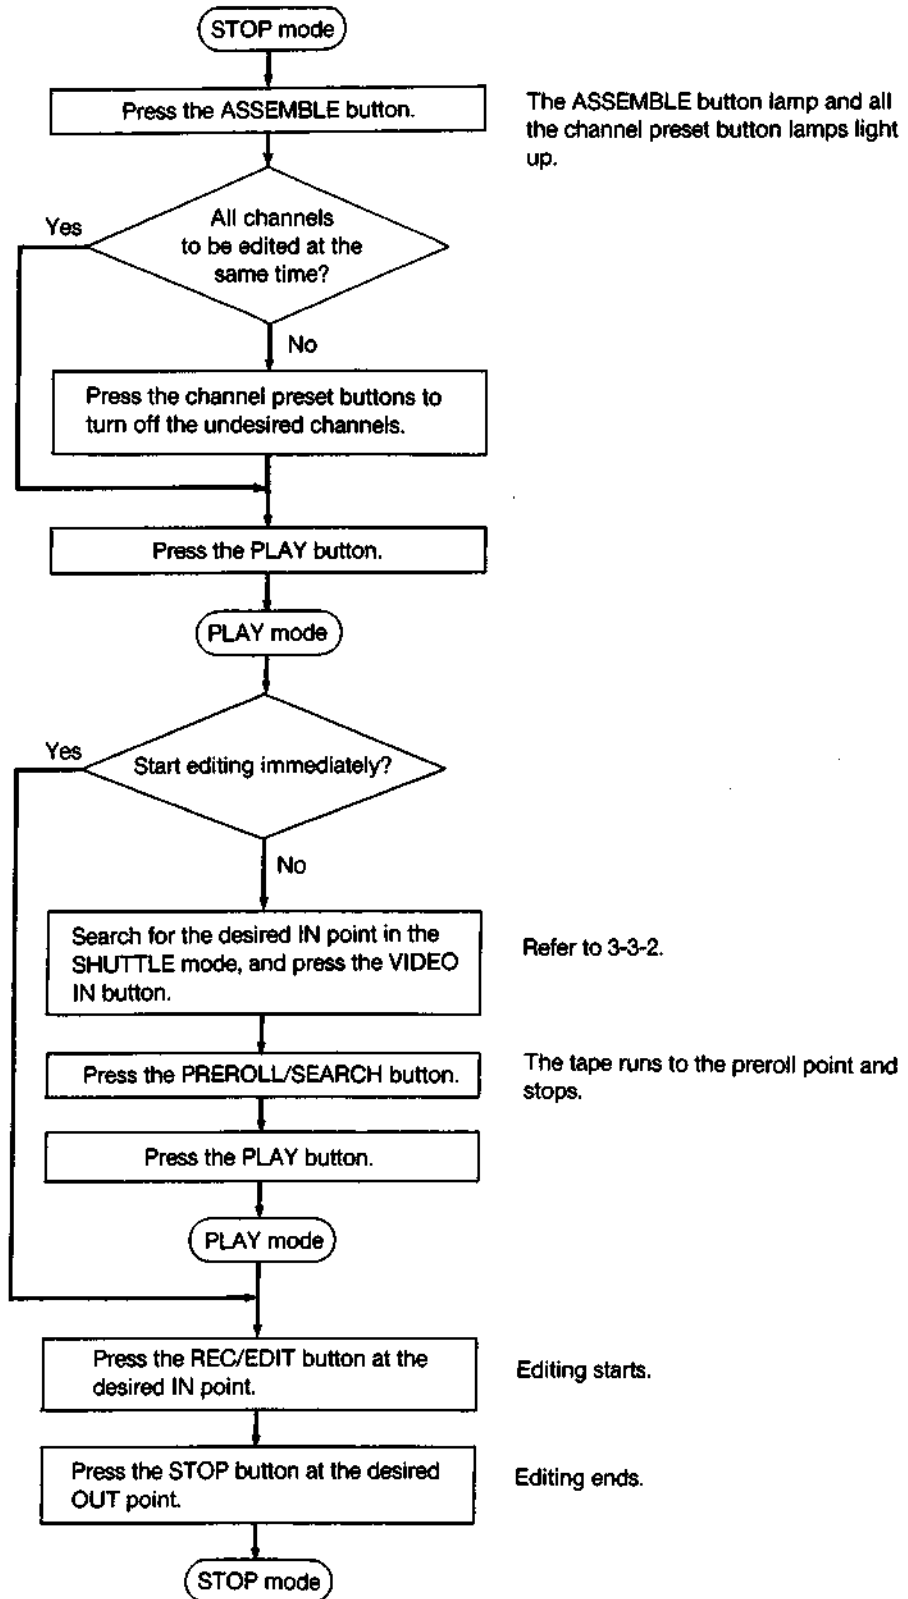 STOP mode
Press the ASSEMBLE button.
The ASSEMBLE button lamp and all
the channel preset button lamps light
up.
All channels
to be edited at the
same time?
Yes
No
Press the channel preset buttons to
turn off the undesired channels.
Press the PLAY button.
PLAY mode
Start editing immediately?
Yes
No
Search for the desired IN point in the
SHUTTLE mode, and press the VIDEO
IN button.
Refer to 3-3-2.
Press the PREROLL/SEARCH button.
The tape runs to the preroll point and
stops.
Press the PLAY button.
PLAY mode
Press the REC/EDIT button at the
desired IN point.
Editing starts.
Press the STOP button at the desired
OUT point.
Editing ends.
STOP mode